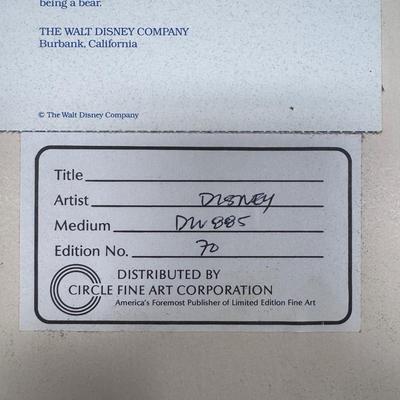 being a bear.
THE WALT DISNEY COMPANY
Burbank, California
© The Walt Disney Company
Title
Artist DISNEY
Medium DW885
Edition No. 70
DISTRIBUTED BY
CIRCLE FINE ART CORPORATION
America's Foremost Publisher of Limited Edition Fine Art